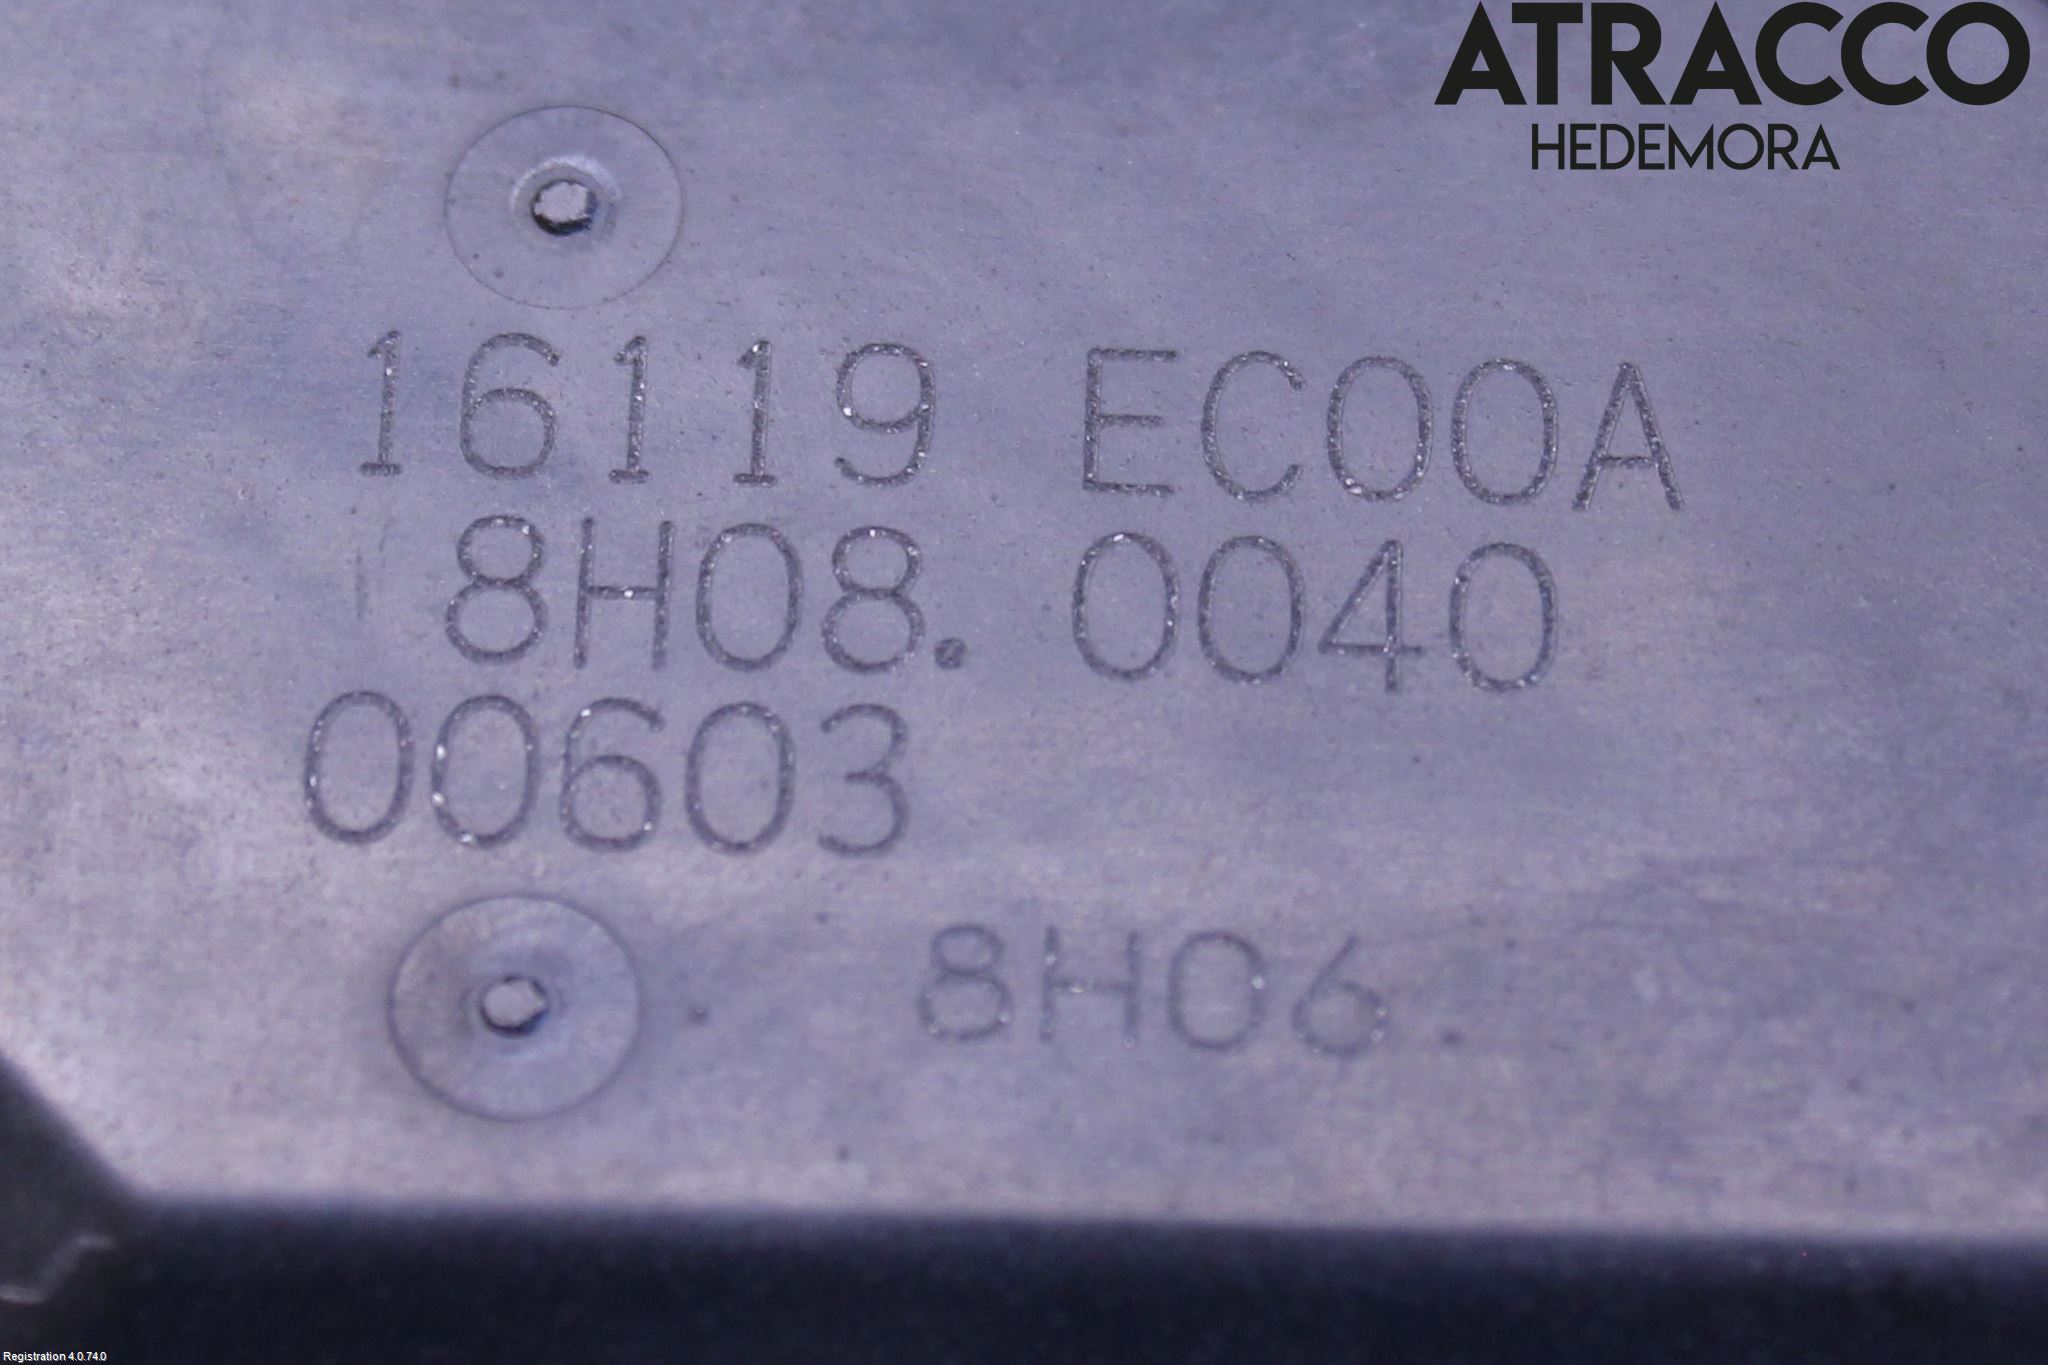 ATRACCO
HEDEMORA
16119 EC00A
8H08. 0040
00603
8H06.
Registration 4.0.74.0